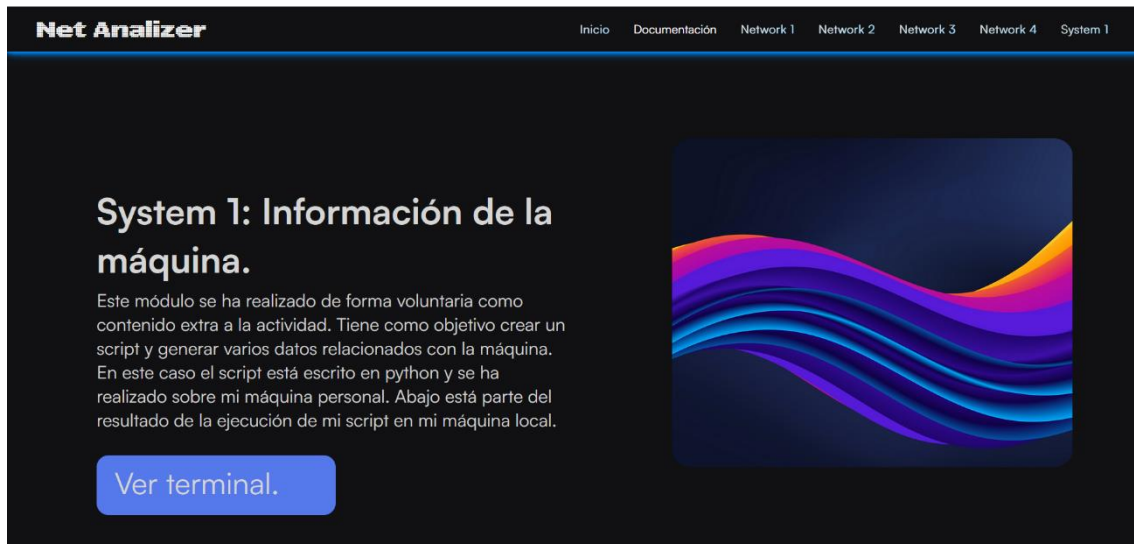 Net Analizer
Inicio Documentación Network 1 Network 2 Network 3 Network 4 System 1
System 1: Información de la
máquina.
Este módulo se ha realizado de forma voluntaria como
contenido extra a la actividad. Tiene como objetivo crear un
script y generar varios datos relacionados con la máquina.
En este caso el script está escrito en python y se ha
realizado sobre mi máquina personal. Abajo está parte del
resultado de la ejecución de mi script en mi máquina local.
Ver terminal.